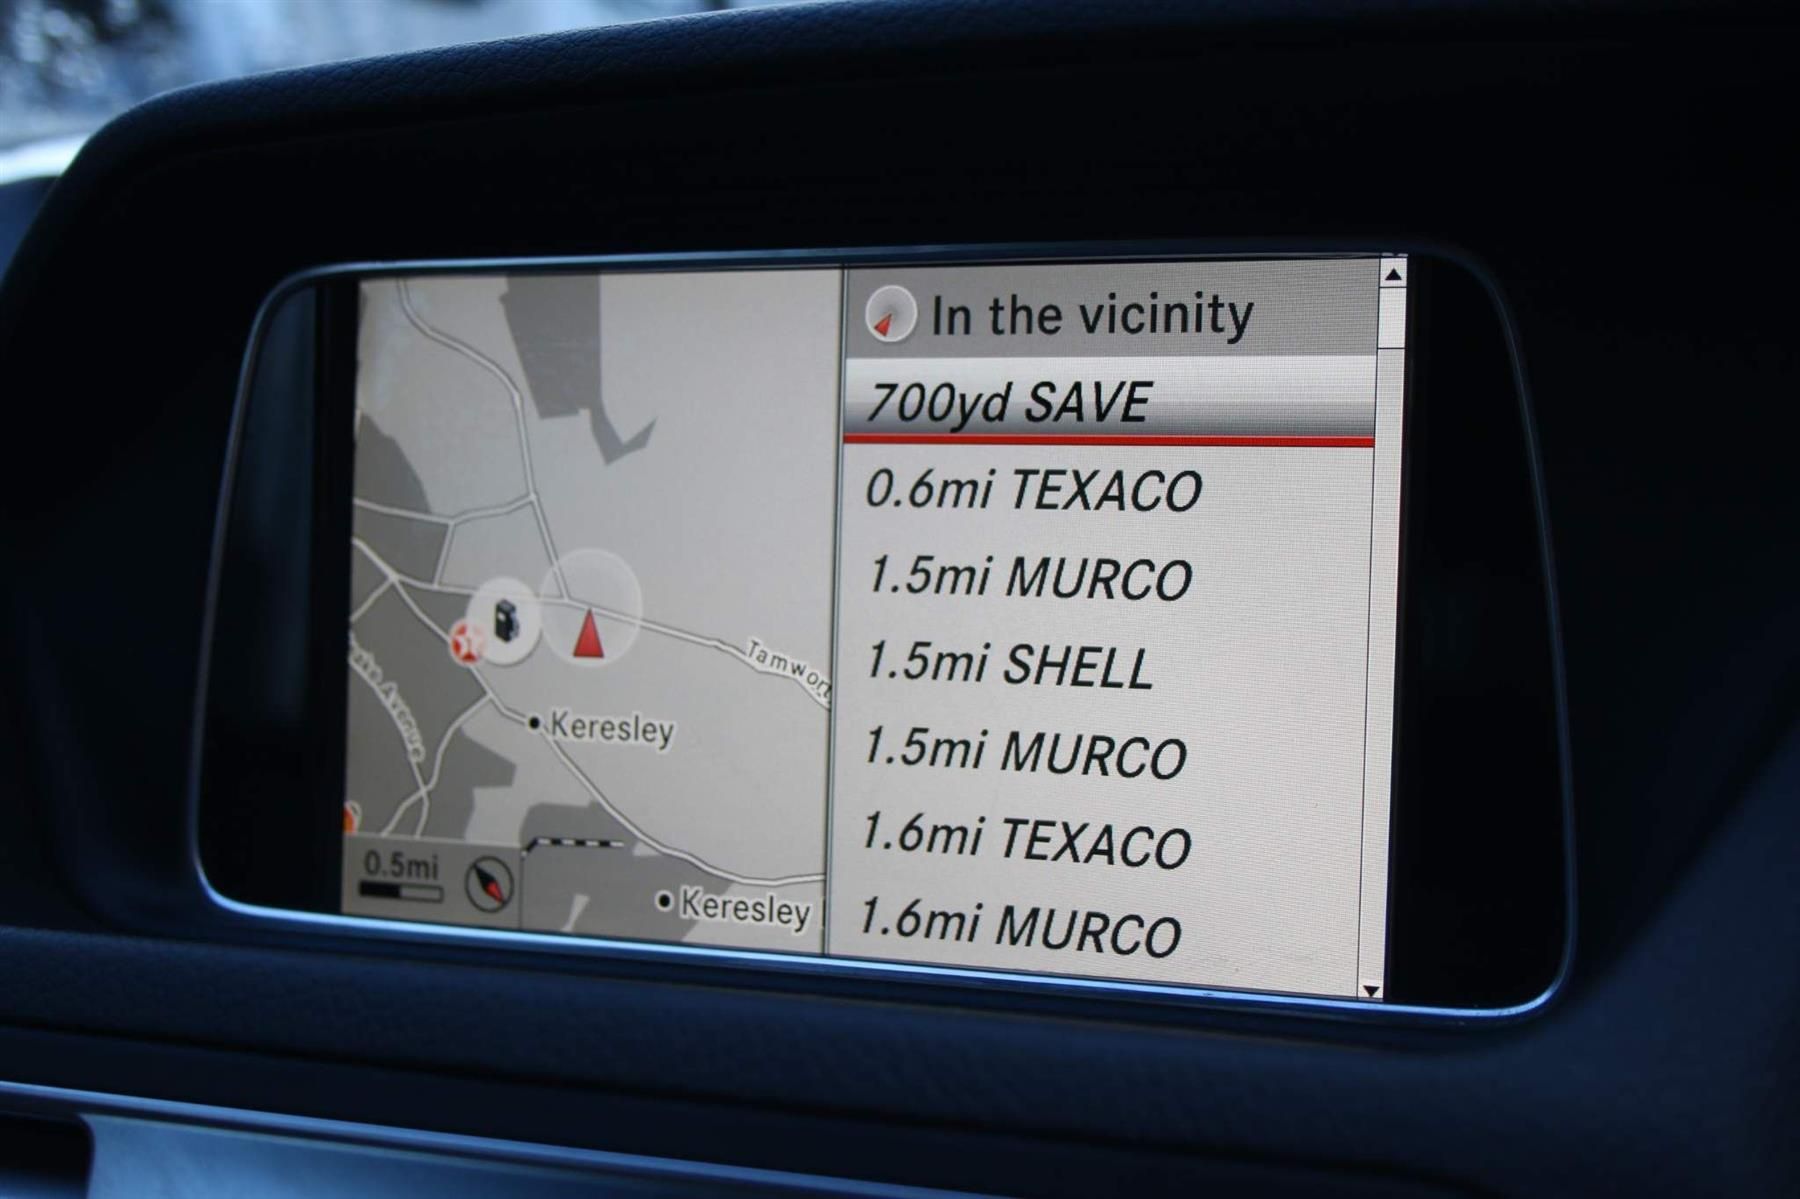 In the vicinity
700yd SAVE
0.6mi TEXACO
1.5mi MURCO
1.5mi SHELL
1.5mi MURCO
1.6mi TEXACO
1.6mi MURCO
Tamwort
Avenue
Keresley
0.5mi
Keresley